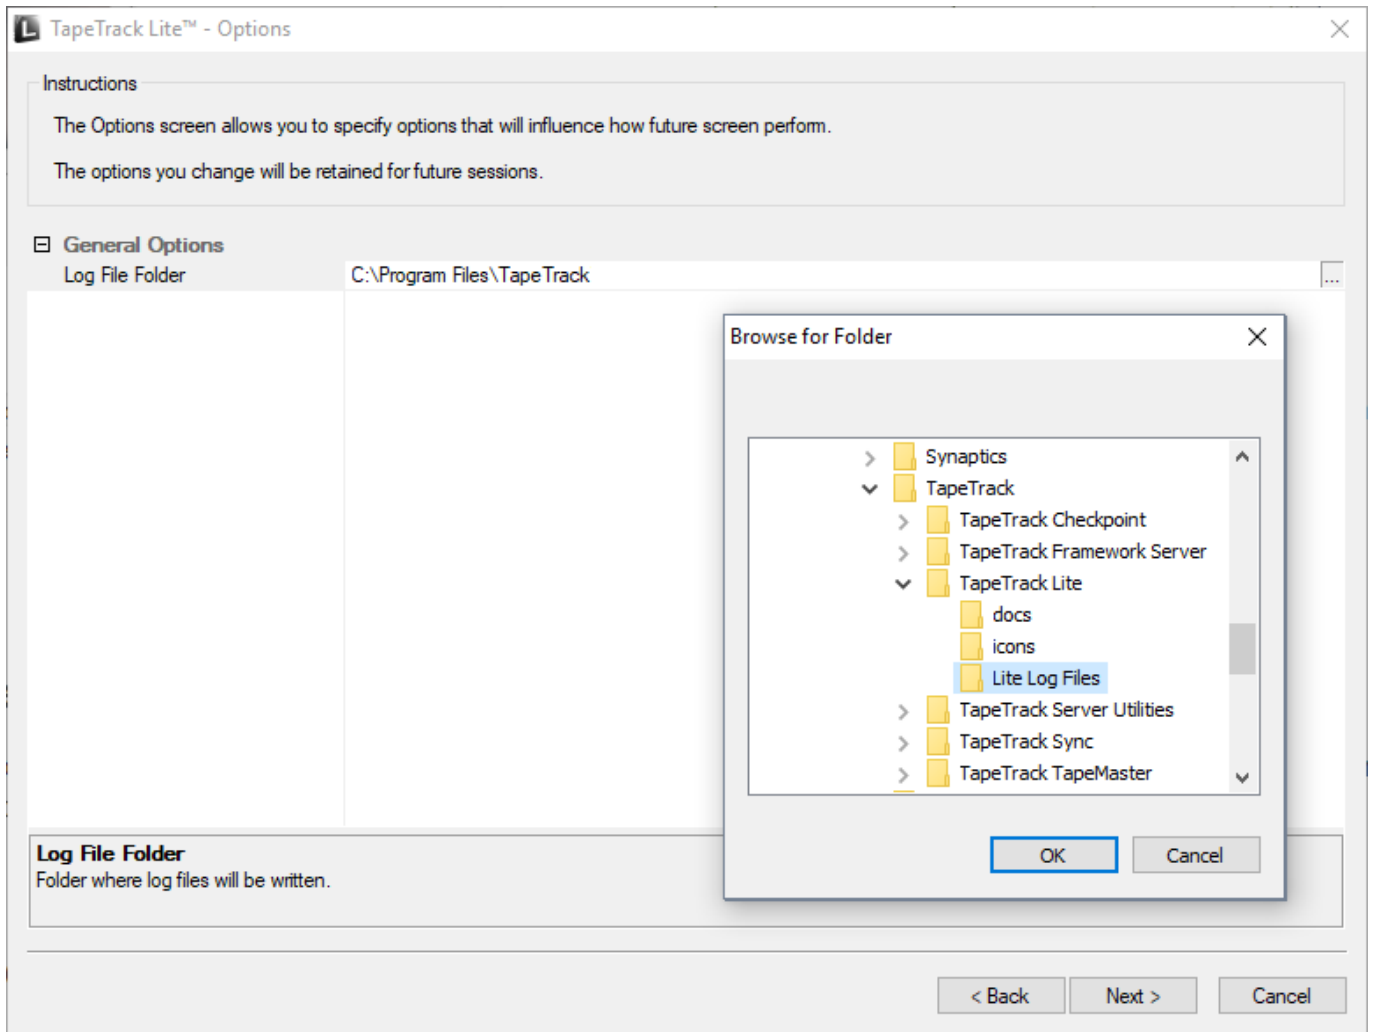 TapeTrack Lite™ - Options
Instructions
The Options screen allows you to specify options that will influence how future screen perform.
The options you change will be retained for future sessions.
General Options
Log File Folder
C:\Program Files\TapeTrack
...
Browse for Folder
Synaptics
TapeTrack
TapeTrack Checkpoint
TapeTrack Framework Server
TapeTrack Lite
docs
icons
Lite Log Files
TapeTrack Server Utilities
TapeTrack Sync
TapeTrack TapeMaster
OK
Cancel
Log File Folder
Folder where log files will be written.
< Back
Next >
Cancel